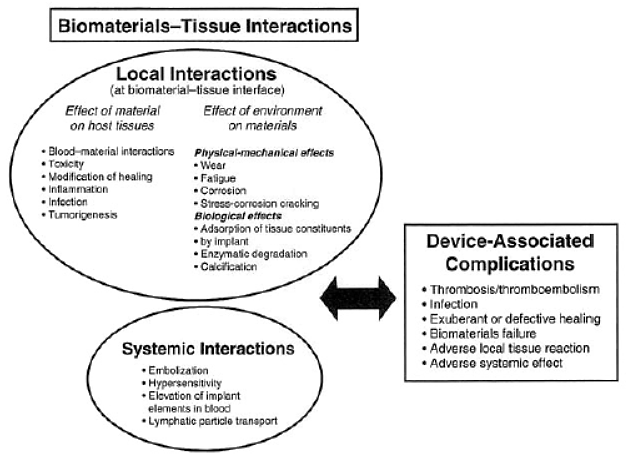 Biomaterials–Tissue Interactions
Local Interactions
(at biomaterial–tissue interface)
Effect of material
on host tissues
• Blood–material interactions
• Toxicity
• Modification of healing
• Inflammation
• Infection
• Tumorigenesis
Effect of environment
on materials
Physical-mechanical effects
• Wear
• Fatigue
• Corrosion
• Stress-corrosion cracking
Biological effects
• Adsorption of tissue constituents
• by implant
• Enzymatic degradation
• Calcification
Systemic Interactions
• Embolization
• Hypersensitivity
• Elevation of implant
elements in blood
• Lymphatic particle transport
Device-Associated
Complications
• Thrombosis/thromboembolism
• Infection
• Exuberant or defective healing
• Biomaterials failure
• Adverse local tissue reaction
• Adverse systemic effect